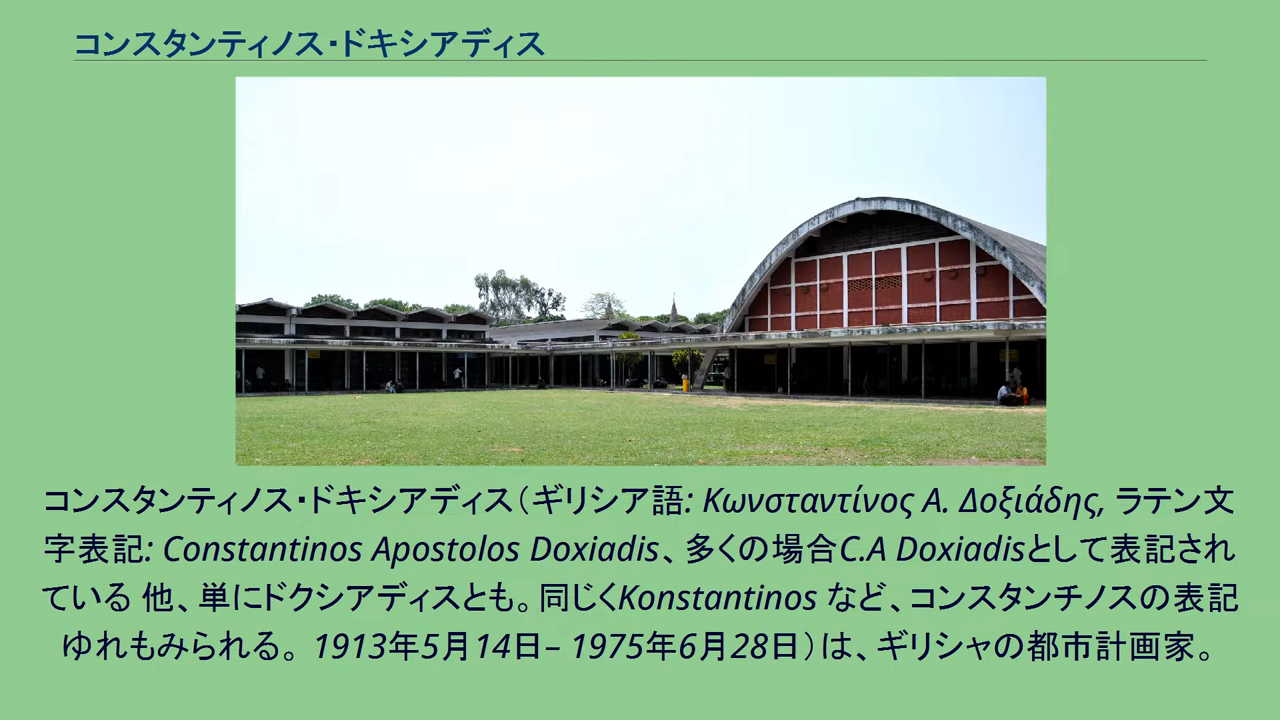 コンスタンティノス・ドキシアディス
コンスタンティノス・ドキシアディス（ギリシア語: Κωνσταντίνος Α. Δοξιάδης, ラテン文
字表記: Constantinos Apostolos Doxiadis、多くの場合C.A Doxiadisとして表記され
ている 他、単にドクシアディスとも。同じくKonstantinos など、コンスタンチノスの表記
ゆれもみられる。 1913年5月14日– 1975年6月28日）は、ギリシャの都市計画家。